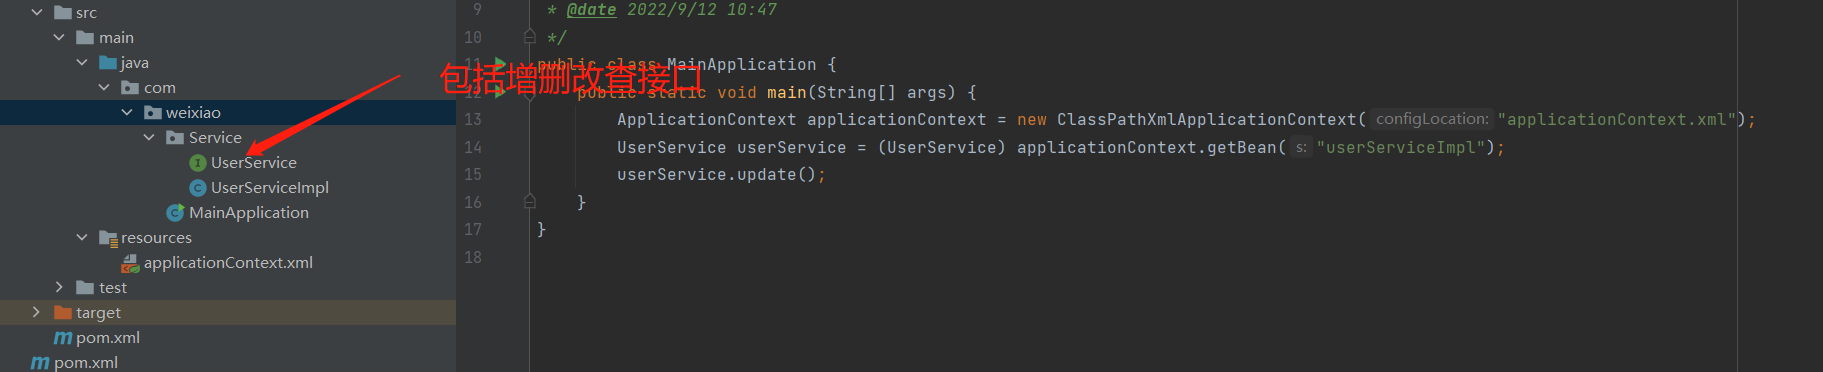 src
main
java
com
weixiao
Service
UserService
UserServiceImpl
MainApplication
resources
applicationContext.xml
test
target
pom.xml
pom.xml
包括增删改查接口
9 * @date 2022/9/12 10:47
10 */
11 public class MainApplication {
12 public static void main(String[] args) {
13 ApplicationContext applicationContext = new ClassPathXmlApplicationContext( configLocation: "applicationContext.xml");
14 UserService userService = (UserService) applicationContext.getBean( s: "userServiceImpl");
15 userService.update();
16 }
17 }
18